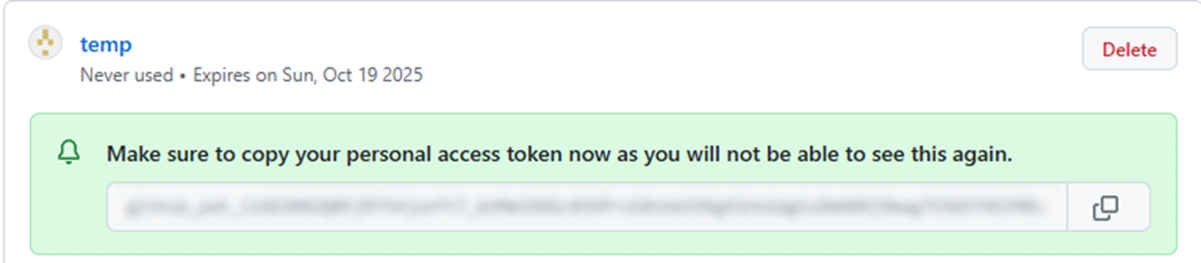 temp
Delete
Never used • Expires on Sun, Oct 19 2025
Make sure to copy your personal access token now as you will not be able to see this again.